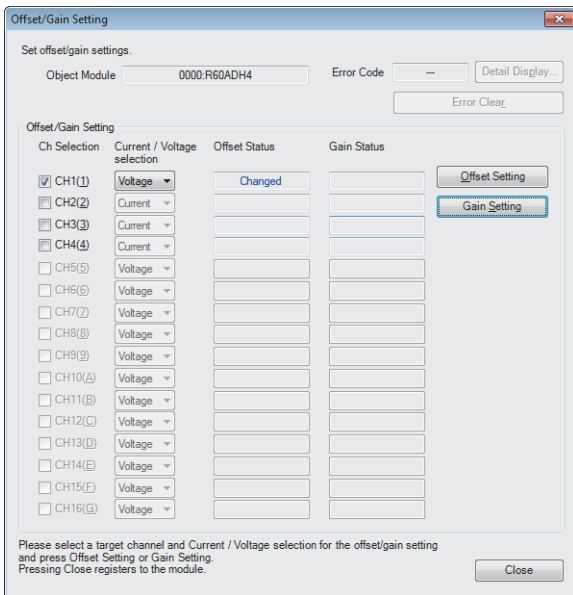 Offset/Gain Setting
Set offset/gain settings.
Object Module 0000:R60ADH4 Error Code --- Detail Display...
Error Clear
Offset/Gain Setting
Ch Selection Current / Voltage selection Offset Status Gain Status
CH1(1) Voltage Changed Offset Setting
CH2(2) Current Gain Setting
CH3(3) Current
CH4(4) Current
CH5(5) Voltage
CH6(6) Voltage
CH7(7) Voltage
CH8(8) Voltage
CH9(9) Voltage
CH10(A) Voltage
CH11(B) Voltage
CH12(C) Voltage
CH13(D) Voltage
CH14(E) Voltage
CH15(F) Voltage
CH16(G) Voltage
Please select a target channel and Current / Voltage selection for the offset/gain setting
and press Offset Setting or Gain Setting.
Pressing Close registers to the module.
Close